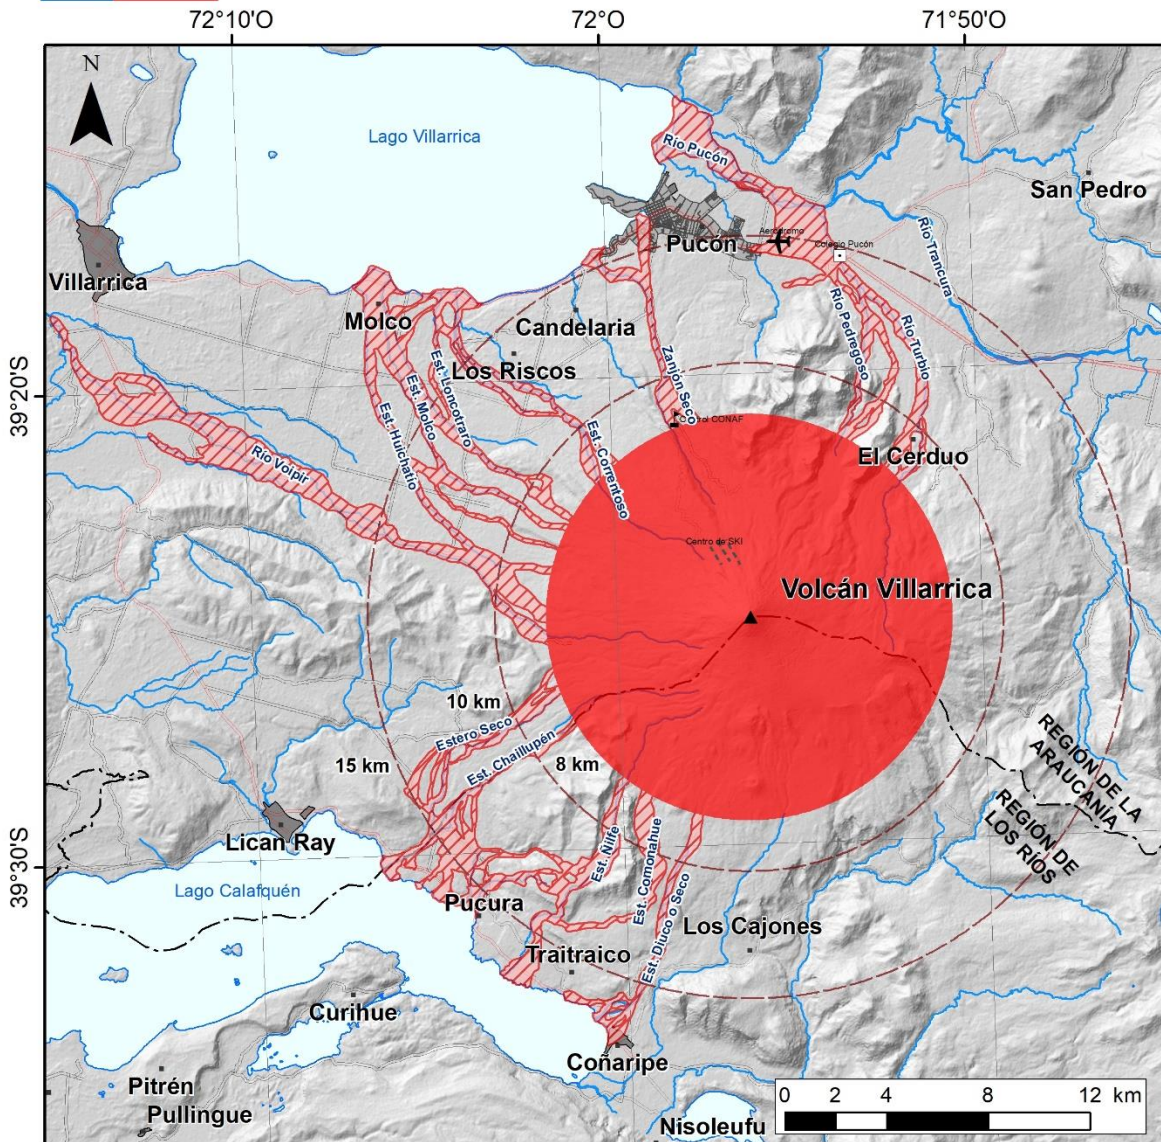 72°10'O
72°O
71°50'O
N
Lago Villarrica
Río Pucón
San Pedro
Aeródromo
Pucón
Colegio Pucón
Río Trancura
Villarrica
Molco
Candelaria
Río Pedregoso
Río Turbio
Los Riscos
Zanjón Seco
39°20'S
Est. Loncotraro
Est. Molco
Est. Huichatio
CONAF
El Cerduo
Río Voipir
Est. Correntoso
Centro de SKI
Volcán Villarrica
10 km
Estero Seco
Est. Chaillupén
15 km
8 km
REGIÓN DE LA
ARAUCANÍA
REGIÓN DE
LOS RÍOS
Lican Ray
39°30'S
Est. Nilfe
Est. Comonahue
Est. Diuco o Seco
Lago Calafquén
Pucura
Los Cajones
Traitraico
Curihue
Coñaripe
Pitrén
Pullingue
Nisoleufu
0 2 4 8 12 km